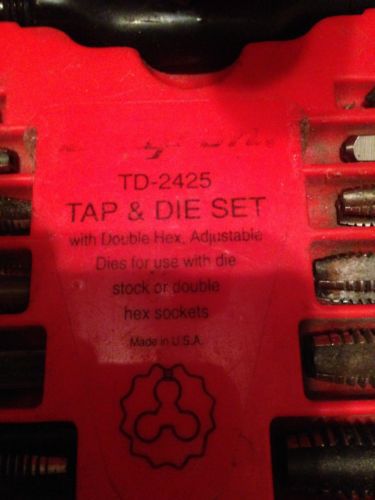 TD-2425
TAP & DIE SET
with Double Hex, Adjustable
Dies for use with die
stock or double
hex sockets
Made in U.S.A.